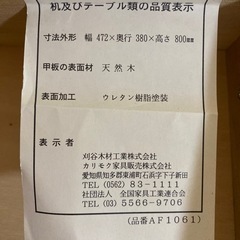 机及びテーブル類の品質表示
寸法外形 幅 472×奥行 380×高さ 800mm
甲板の表面材 天然木
表面加工 ウレタン樹脂塗装
表示者
刈谷木材工業株式会社
カリモク家具販売株式会社
愛知県知多郡東浦町石浜字下子新田
TEL (0562) 83-1111
社団法人 全国家具工業連合会
TEL (03) 5566-9706
(品番AF1061)